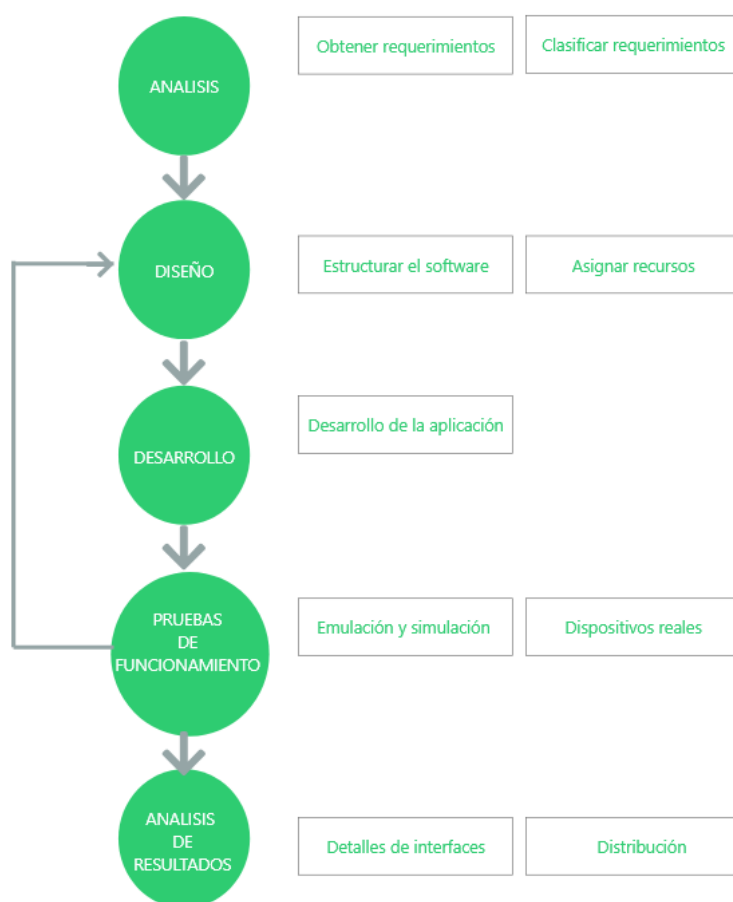 ANALISIS
Obtener requerimientos
Clasificar requerimientos
DISEÑO
Estructurar el software
Asignar recursos
DESARROLLO
Desarrollo de la aplicación
PRUEBAS
DE
FUNCIONAMIENTO
Emulación y simulación
Dispositivos reales
ANALISIS
DE
RESULTADOS
Detalles de interfaces
Distribución